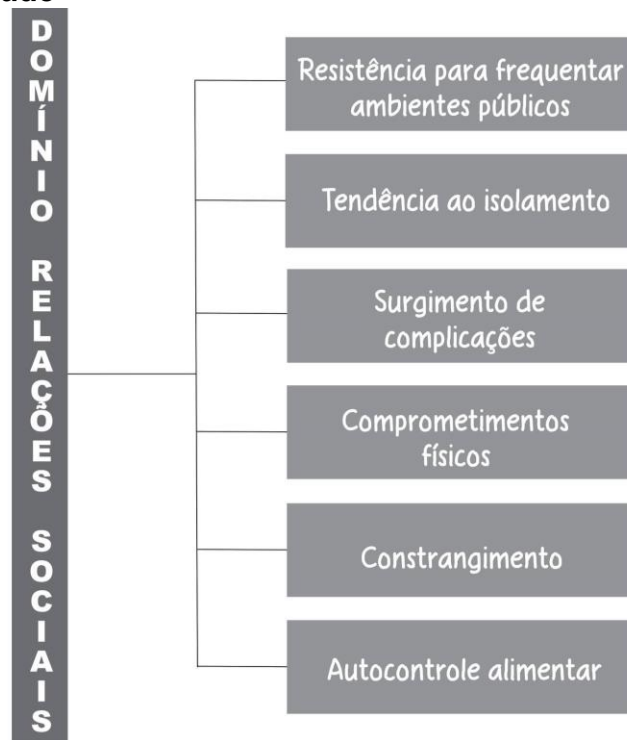 DOMÍNIO RELAÇÕES SOCIAIS
Resistência para frequentar
ambientes públicos
Tendência ao isolamento
Surgimento de
complicações
Comprometimentos
físicos
Constrangimento
Autocontrole alimentar